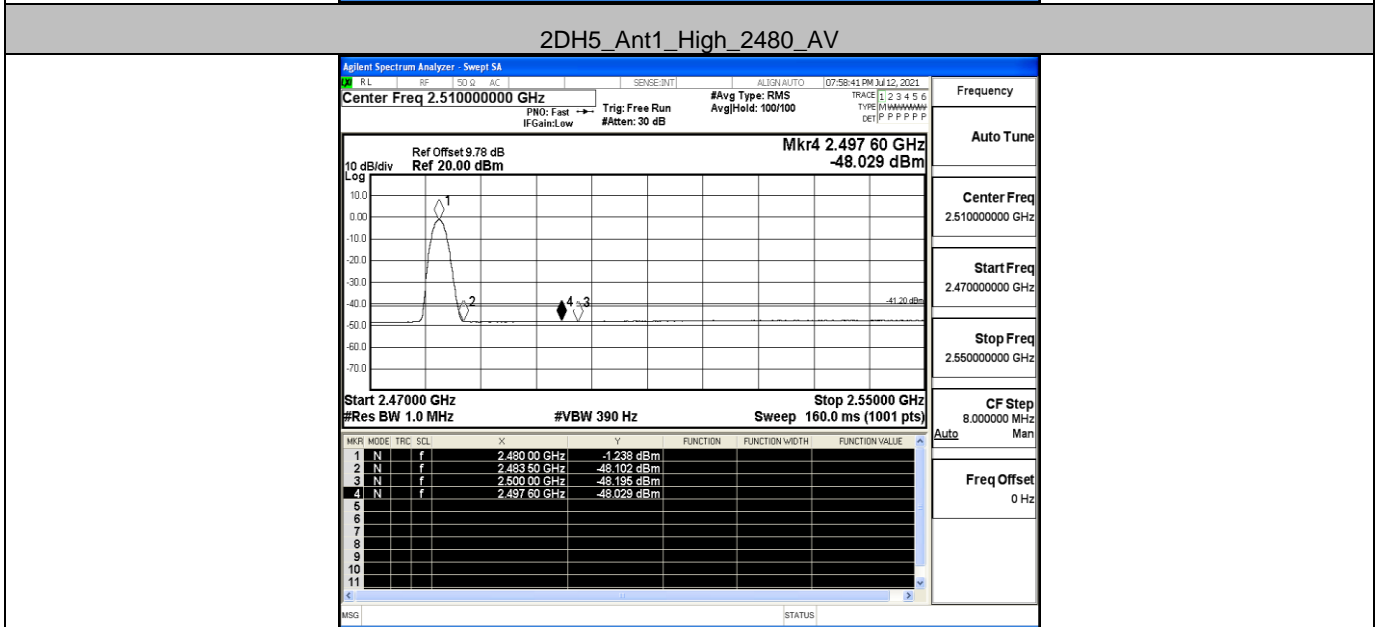 2DH5_Ant1_High_2480_AV
Agilent Spectrum Analyzer - Swept SA
RL RF 50 Ω AC SENSE:INT ALIGN AUTO 07:58:41 PM Jul 12, 2021
Center Freq 2.510000000 GHz
PNO: Fast
IFGain:Low
Trig: Free Run
#Atten: 30 dB
#Avg Type: RMS
Avg|Hold: 100/100
TRACE 1 2 3 4 5 6
TYPE M WWWWW
DET P P P P P P
Ref Offset 9.78 dB
10 dB/div Ref 20.00 dBm
Log
Mkr4 2.497 60 GHz
-48.029 dBm
10.0
0.00
-10.0
-20.0
-30.0
-40.0
-50.0
-60.0
-70.0
1
2
4
3
-41.20 dBm
Start 2.47000 GHz Stop 2.55000 GHz
#Res BW 1.0 MHz #VBW 390 Hz Sweep 160.0 ms (1001 pts)
MKR MODE TRC SCL X Y FUNCTION FUNCTION WIDTH FUNCTION VALUE
1 N f 2.480 00 GHz -1.238 dBm
2 N f 2.483 50 GHz -48.102 dBm
3 N f 2.500 00 GHz -48.195 dBm
4 N f 2.497 60 GHz -48.029 dBm
5
6
7
8
9
10
11
MSG STATUS
Frequency
Auto Tune
Center Freq
2.510000000 GHz
Start Freq
2.470000000 GHz
Stop Freq
2.550000000 GHz
CF Step
8.000000 MHz
Auto Man
Freq Offset
0 Hz